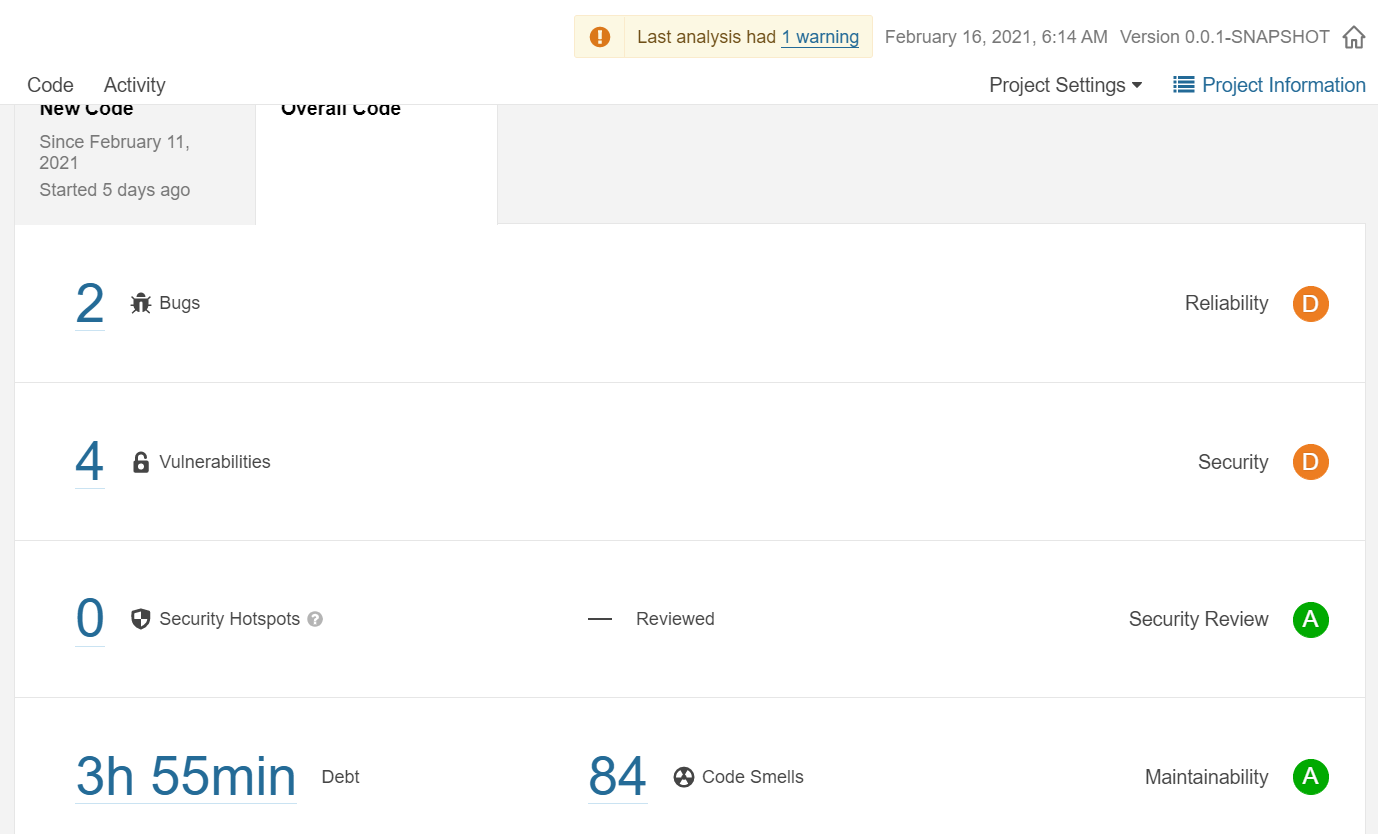 Last analysis had 1 warning February 16, 2021, 6:14 AM Version 0.0.1-SNAPSHOT
Code Activity Project Settings Project Information
New Code Overall Code
Since February 11,
2021
Started 5 days ago
2 Bugs Reliability D
4 Vulnerabilities Security D
0 Security Hotspots ? — Reviewed Security Review A
3h 55min Debt 84 Code Smells Maintainability A